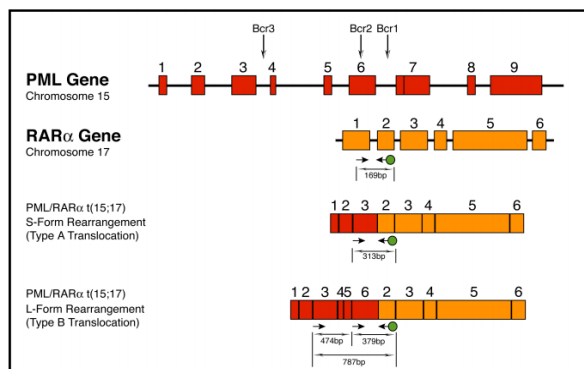 Bcr3 Bcr2 Bcr1
1 2 3 4 5 6 7 8 9
PML Gene
Chromosome 15
RARα Gene
Chromosome 17
1 2 3 4 5 6
169bp
PML/RARα t(15;17)
S-Form Rearrangement
(Type A Translocation)
1 2 3 2 3 4 5 6
313bp
PML/RARα t(15;17)
L-Form Rearrangement
(Type B Translocation)
1 2 3 4 5 6 2 3 4 5 6
474bp 379bp
787bp